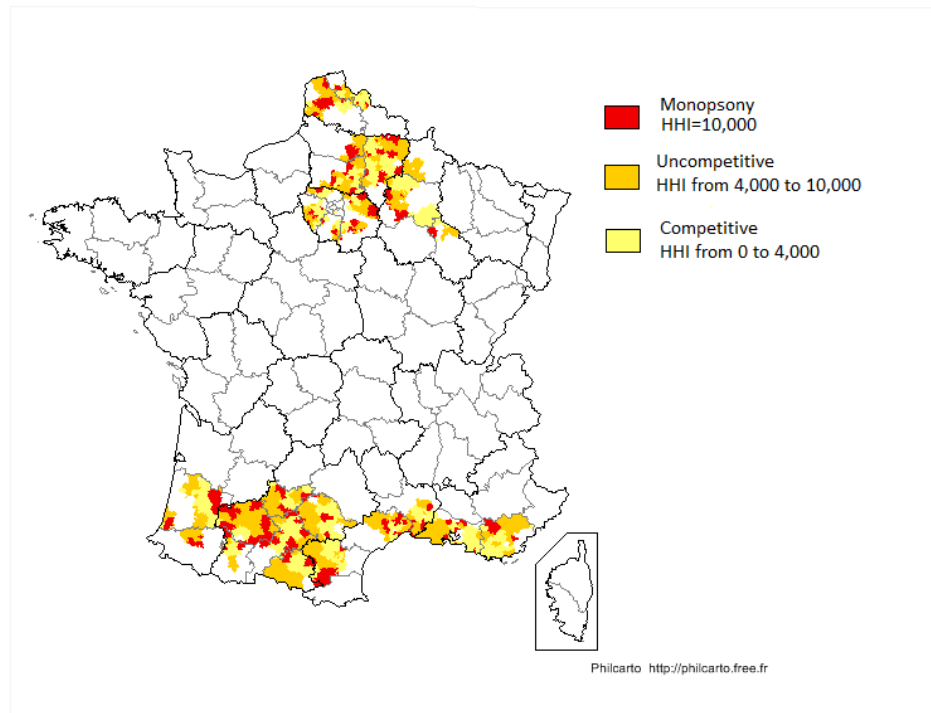 Monopsony
HHI=10,000
Uncompetitive
HHI from 4,000 to 10,000
Competitive
HHI from 0 to 4,000
Philcarto http://philcarto.free.fr